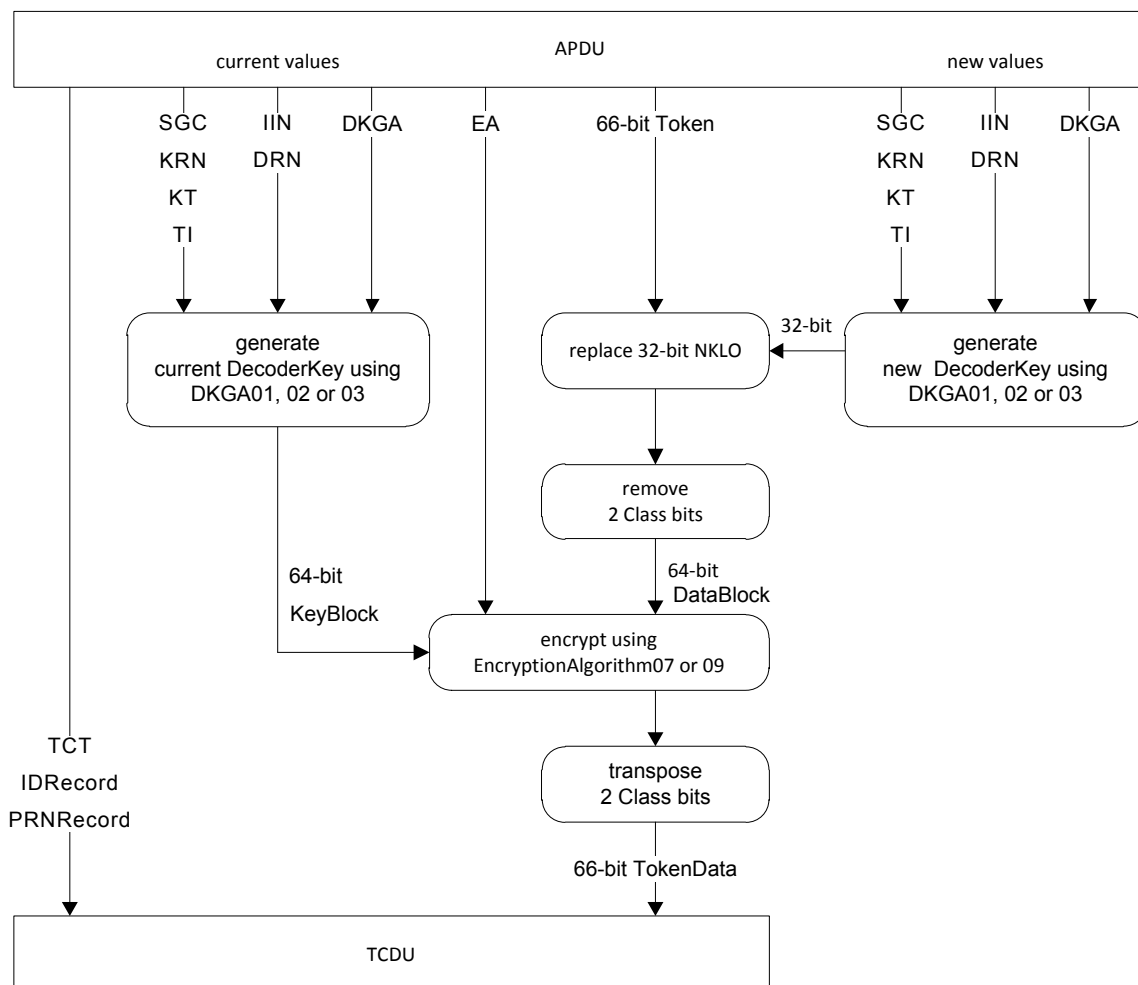 APDU
current values
new values
SGC
KRN
KT
TI
IIN
DRN
DKGA
EA
66-bit Token
SGC
KRN
KT
TI
IIN
DRN
DKGA
generate
current DecoderKey using
DKGA01, 02 or 03
replace 32-bit NKLO
32-bit
generate
new DecoderKey using
DKGA01, 02 or 03
remove
2 Class bits
64-bit
KeyBlock
64-bit
DataBlock
encrypt using
EncryptionAlgorithm07 or 09
TCT
IDRecord
PRNRecord
transpose
2 Class bits
66-bit TokenData
TCDU